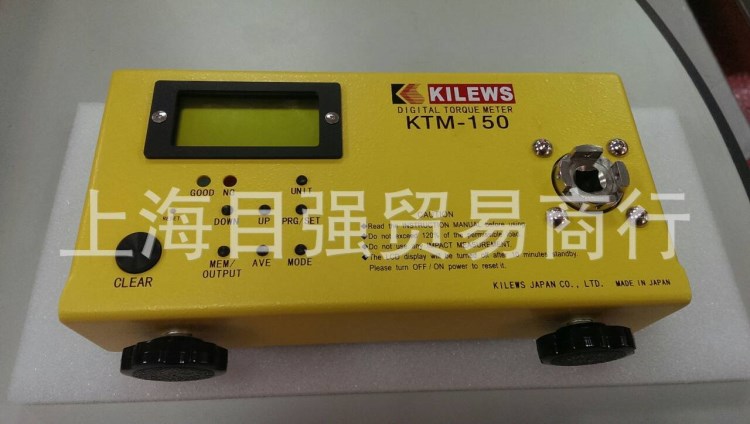 KILEWS
DIGITAL TORQUE METER
KTM-150
GOOD NG UNIT
RESET DOWN UP PRG/SET
MEM/OUTPUT AVE MODE
CLEAR
CAUTION
Read the INSTRUCTION MANUAL before using.
Do not exceed 120% of the
Do not use for IMPACT MEASUREMENT.
The LCD display will be turned off after 10 minutes standby
Please turn OFF/ON power to reset it.
KILEWS JAPAN CO., LTD. MADE IN JAPAN
上海目强贸易商行